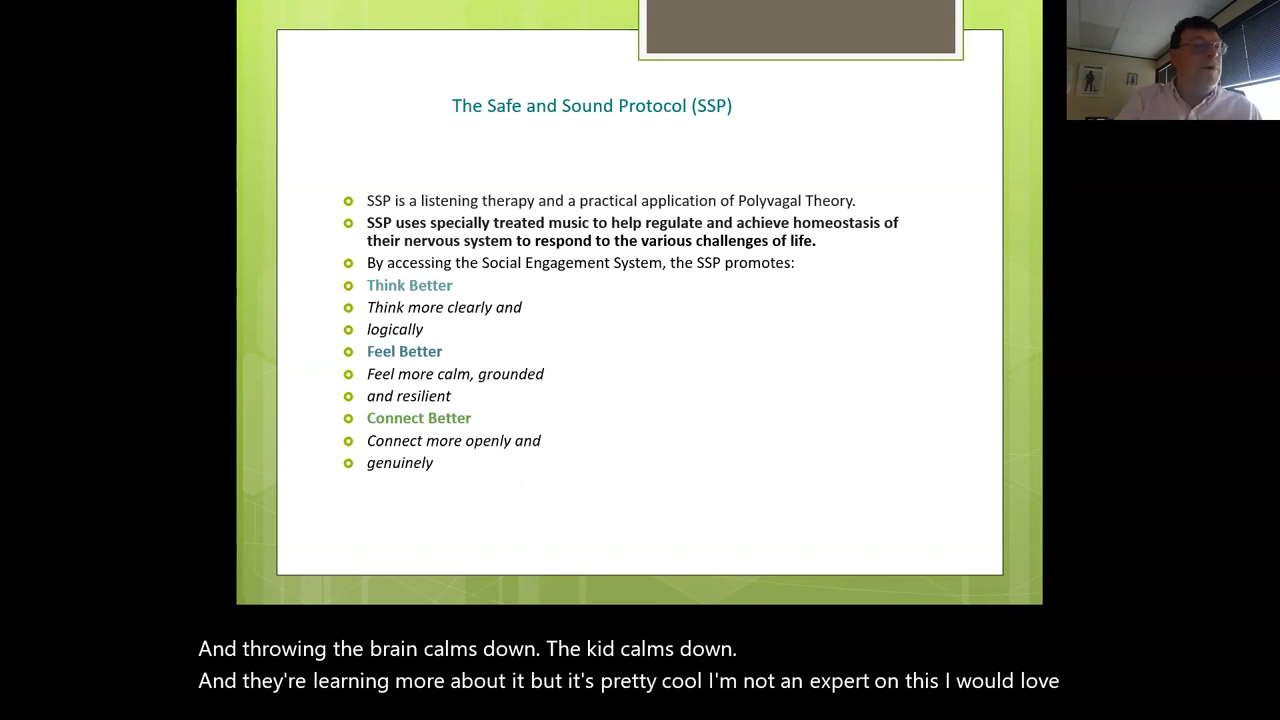 The Safe and Sound Protocol (SSP)
SSP is a listening therapy and a practical application of Polyvagal Theory.
SSP uses specially treated music to help regulate and achieve homeostasis of
their nervous system to respond to the various challenges of life.
By accessing the Social Engagement System, the SSP promotes:
Think Better
Think more clearly and
logically
Feel Better
Feel more calm, grounded
and resilient
Connect Better
Connect more openly and
genuinely
And throwing the brain calms down. The kid calms down.
And they're learning more about it but it's pretty cool I'm not an expert on this I would love